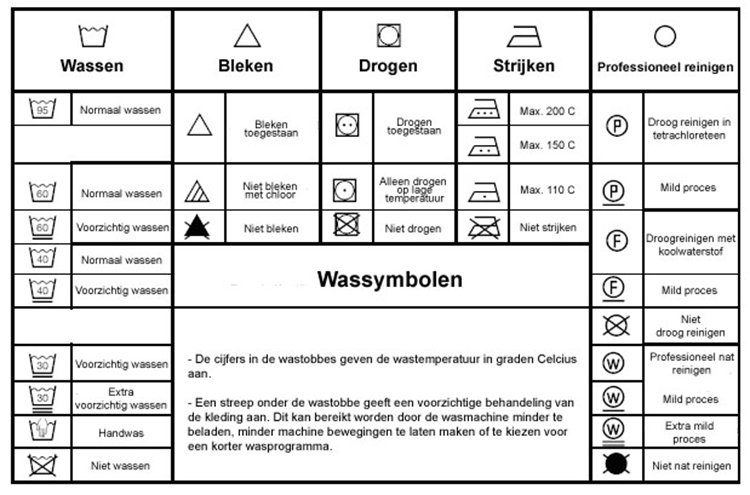 Wassen
Bleken
Drogen
Strijken
Professioneel reinigen
95
Normaal wassen
60
Normaal wassen
60
Voorzichtig wassen
40
Normaal wassen
40
Voorzichtig wassen
30
Voorzichtig wassen
30
Extra
voorzichtig wassen
Handwas
Niet wassen
Bleken
toegestaan
Niet bleken
met chloor
Niet bleken
Drogen
toegestaan
Alleen drogen
op lage
temperatuur
Niet drogen
Max. 200 C
Max. 150 C
Max. 110 C
Niet strijken
P
Droog reinigen in
tetrachloreteen
P
Mild proces
F
Droogreinigen met
koolwaterstof
F
Mild proces
Niet
droog reinigen
W
Professioneel nat
reinigen
W
Mild proces
W
Extra mild
proces
Niet nat reinigen
Wassymbolen
- De cijfers in de wastobbes geven de wastemperatuur in graden Celcius
aan.
- Een streep onder de wastobbe geeft een voorzichtige behandeling van
de kleding aan. Dit kan bereikt worden door de wasmachine minder te
beladen, minder machine bewegingen te laten maken of te kiezen voor
een korter wasprogramma.